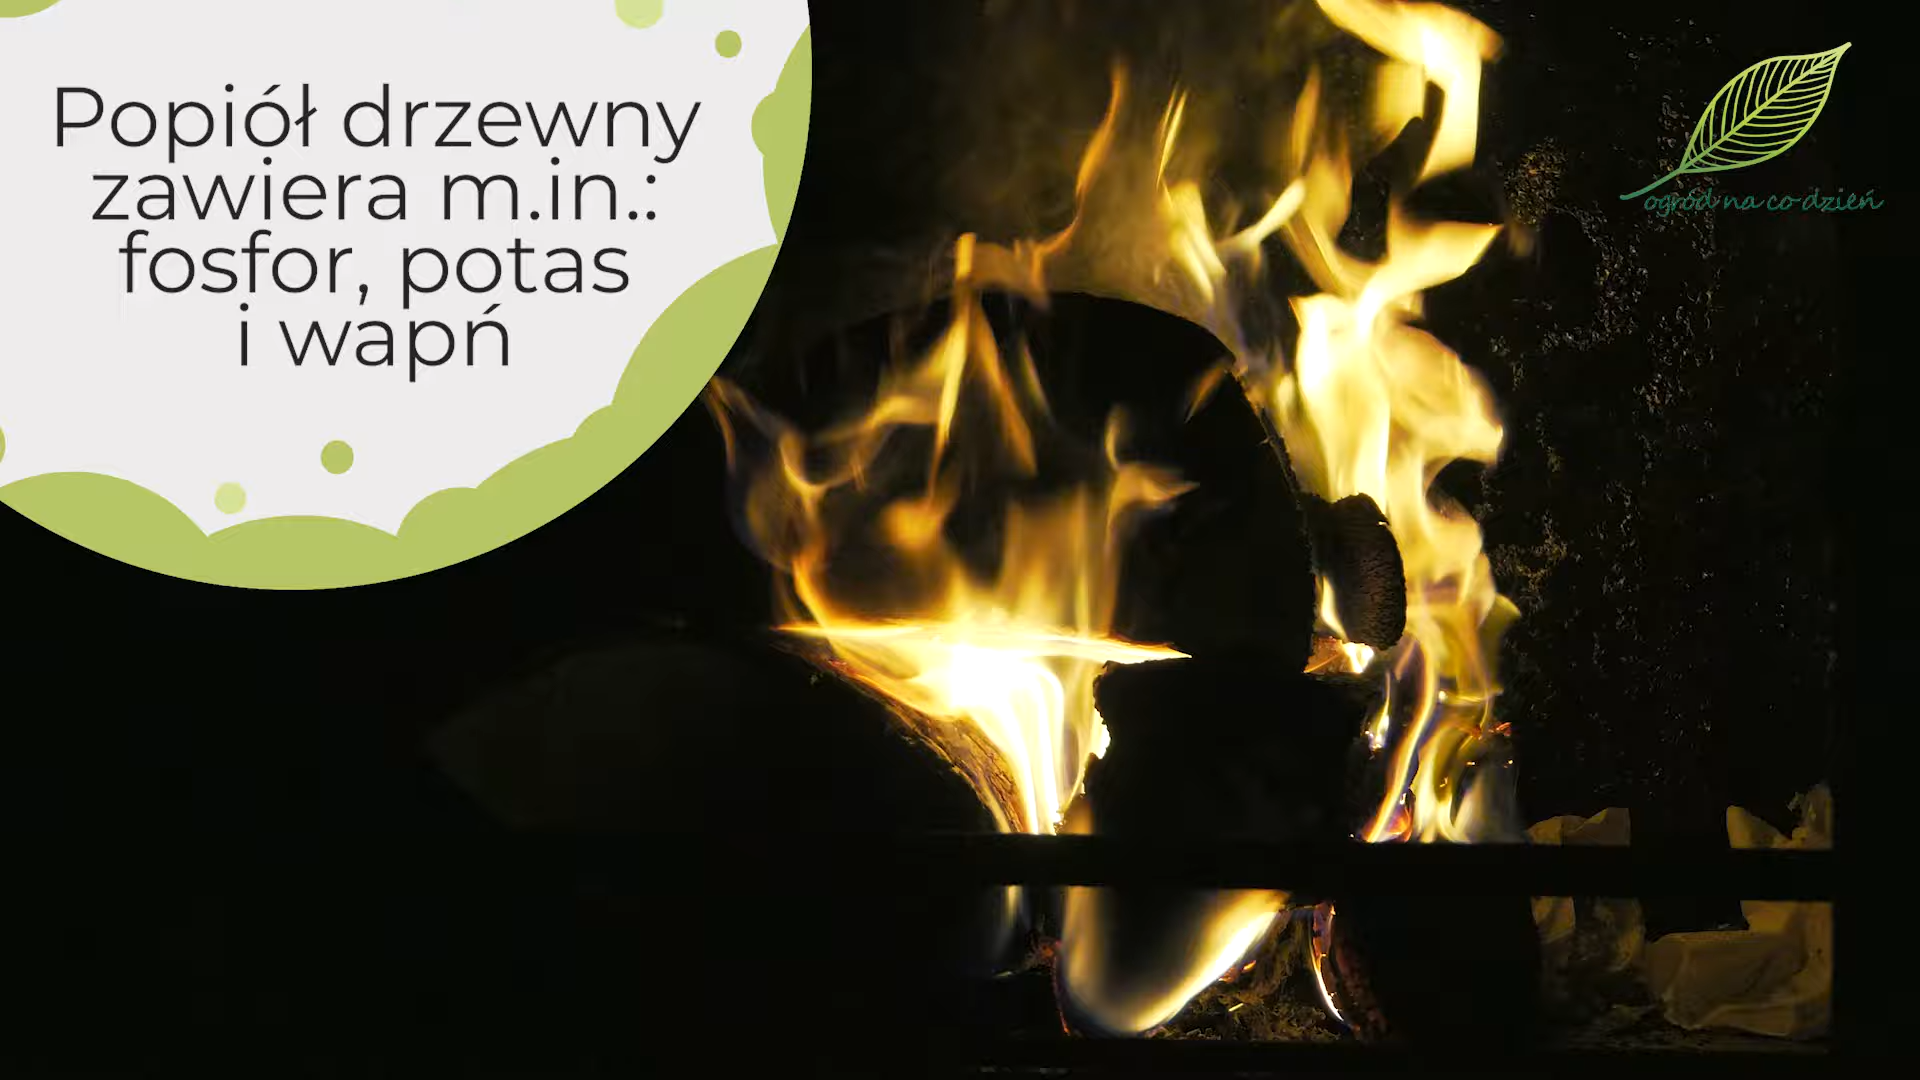 Popiół drzewny
zawiera m.in.:
fosfor, potas
i wapń
ogród na co dzień